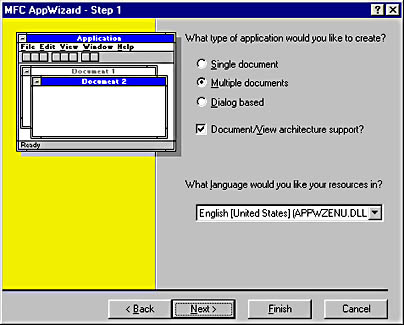 MFC AppWizard - Step 1
Application
File Edit View Window Help
Document 1
Document 2
Ready
What type of application would you like to create?
Single document
Multiple documents
Dialog based
Document/View architecture support?
What language would you like your resources in?
English [United States] (APPWZENU.DLL
< Back
Next >
Finish
Cancel